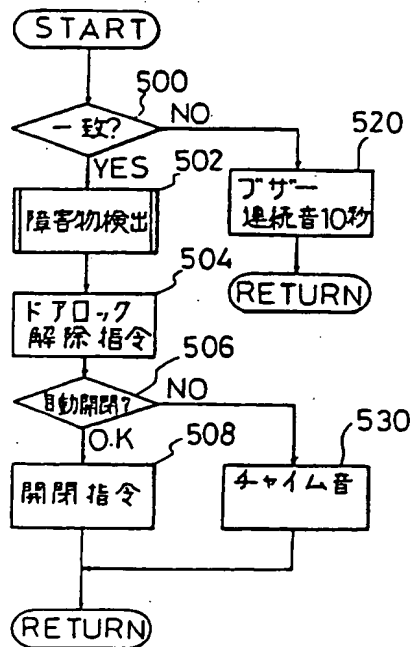 START
500
一致?
NO
YES
502
520
ブザー
連続音10秒
障害物検出
RETURN
504
ドアロック
解除指令
506
自動開閉?
NO
O.K
508
530
開閉指令
チャイム音
RETURN